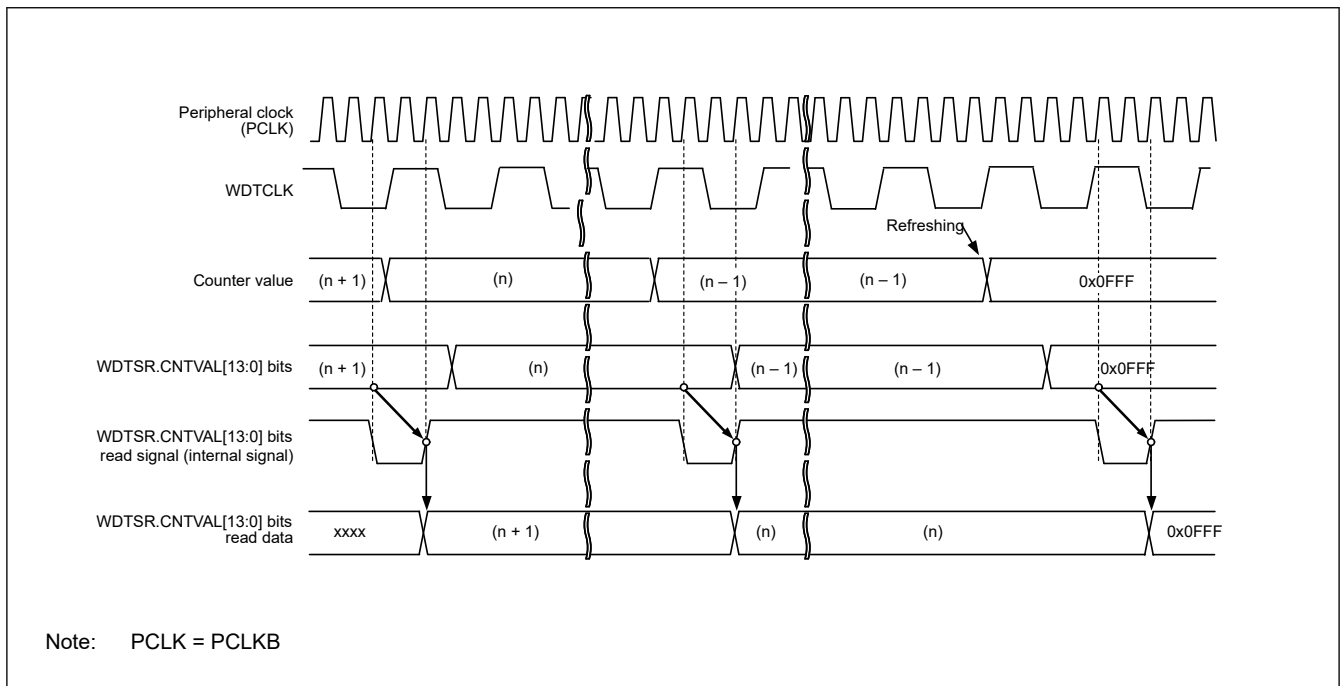 Peripheral clock
(PCLK)
WDTCLK
Refreshing
Counter value
(n + 1)
(n)
(n – 1)
(n – 1)
0x0FFF
WDTSR.CNTVAL[13:0] bits
(n + 1)
(n)
(n – 1)
(n – 1)
0x0FFF
WDTSR.CNTVAL[13:0] bits
read signal (internal signal)
WDTSR.CNTVAL[13:0] bits
read data
xxxx
(n + 1)
(n)
(n)
0x0FFF
Note: PCLK = PCLKB